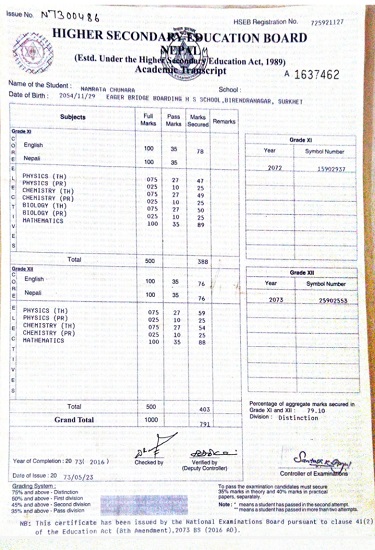 Issue No. N7300486
HSEB Registration No. 725921127
HIGHER SECONDARY EDUCATION BOARD
NEPAL
(Estd. Under the Higher Secondary Education Act, 1989)
Academic Transcript
A 1637462
Name of the Student : NAMRATA CHUNARA School :
Date of Birth : 2054/11/29 EAGER BRIDGE BOARDING H S SCHOOL, BIRENDRANAGAR, SURKHET
Subjects Full Marks Pass Marks Marks Secured Remarks
Grade XI
CORE
English 100 35 78
Nepali 100 35
ELECTIVES
PHYSICS (TH) 075 27 47
PHYSICS (PR) 025 10 25
CHEMISTRY (TH) 075 27 49
CHEMISTRY (PR) 025 10 25
BIOLOGY (TH) 075 27 50
BIOLOGY (PR) 025 10 25
MATHEMATICS 100 35 89
Total 500 388
Grade XI
Year Symbol Number
2072 15902937
Grade XII
CORE
English 100 35 76
Nepali 100 35 76
ELECTIVES
PHYSICS (TH) 075 27 59
PHYSICS (PR) 025 10 25
CHEMISTRY (TH) 075 27 54
CHEMISTRY (PR) 025 10 25
MATHEMATICS 100 35 88
Total 500 403
Grand Total 1000 791
Grade XII
Year Symbol Number
2073 25902553
Percentage of aggregate marks secured in
Grade XI and XII : 79.10
Division : Distinction
Year of Completion : 20 73( 2016)
Checked by
Verified by
(Deputy Controller)
Controller of Examinations
Date of Issue : 20 73/05/23
Grading System :
75% and above - Distinction
60% and above - First division
45% and above - Second division
35% and above - Pass division
To pass the examination candidates must secure
35% marks in theory and 40% marks in practical
papers, separately.
Note : * means a student has passed in the second attempt.
** means a student has passed in more than two attempts.
NB: This certificate has been issued by the National Examinations Board pursuant to clause 41(2)
of the Education Act (8th Amendment),2073 BS (2016 AD).